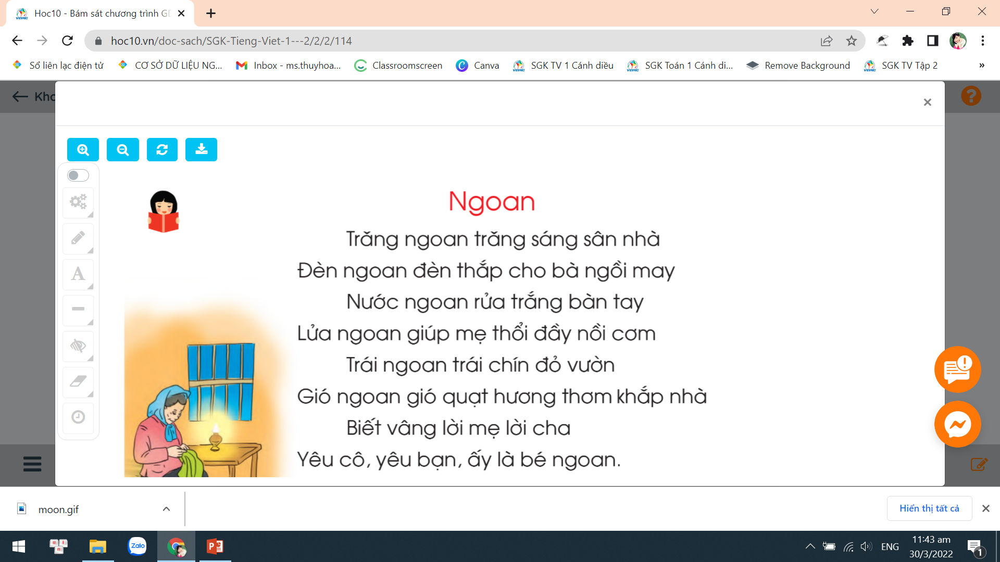 Hoc10 - Bám sát chương trình GD
hoc10.vn/doc-sach/SGK-Tieng-Viet-1---2/2/2/114
Sổ liên lạc điện tử
CƠ SỞ DỮ LIỆU NG...
Inbox - ms.thuyhoa...
Classroomscreen
Canva
SGK TV 1 Cánh diều
SGK Toán 1 Cánh di...
Remove Background
SGK TV Tập 2
»
Kho
Ngoan
Trăng ngoan trăng sáng sân nhà
Đèn ngoan đèn thắp cho bà ngồi may
Nước ngoan rửa trắng bàn tay
Lửa ngoan giúp mẹ thổi đầy nồi cơm
Trái ngoan trái chín đỏ vườn
Gió ngoan gió quạt hương thơm khắp nhà
Biết vâng lời mẹ lời cha
Yêu cô, yêu bạn, ấy là bé ngoan.
moon.gif
Hiển thị tất cả
Zalo
ENG
11:43 am
30/3/2022
1